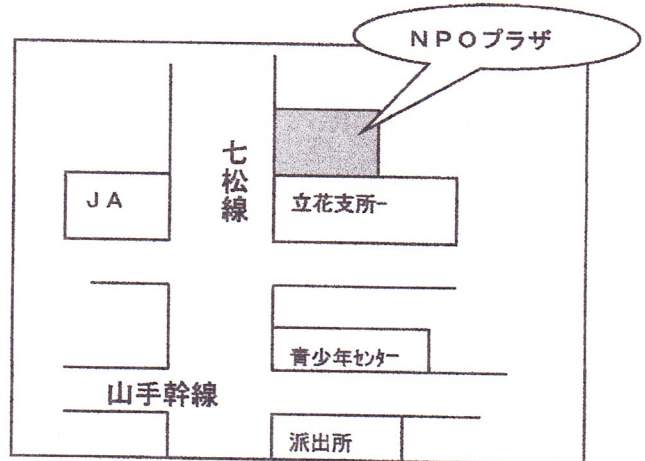 NPOプラザ
七松線
JA
立花支所-
青少年センター
山手幹線
派出所